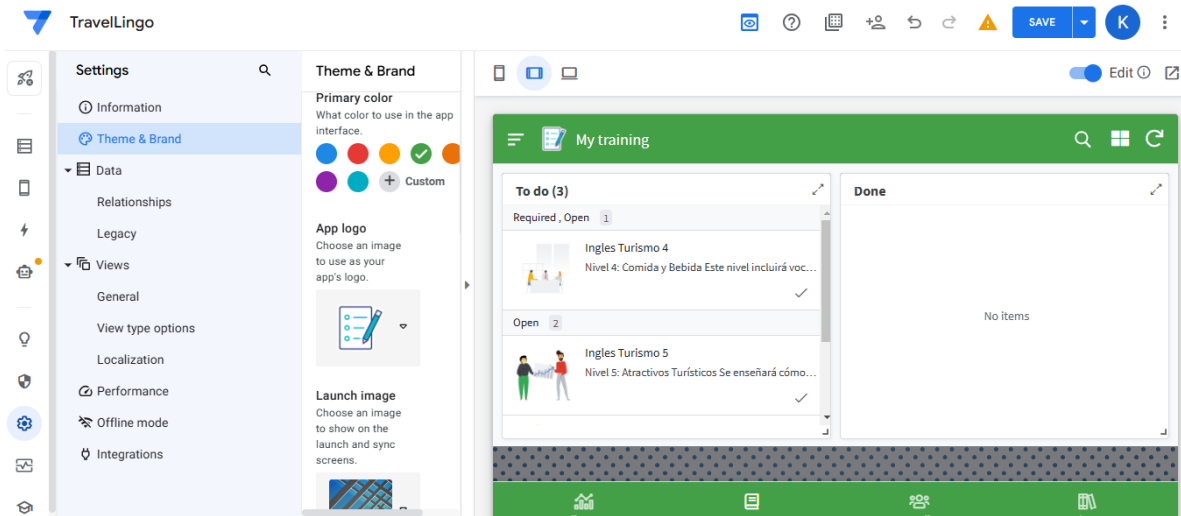 TravelLingo
SAVE
K
Settings
Information
Theme & Brand
Data
Relationships
Legacy
Views
General
View type options
Localization
Performance
Offline mode
Integrations
Theme & Brand
Primary color
What color to use in the app
interface.
Custom
App logo
Choose an image
to use as your
app's logo.
Launch image
Choose an image
to show on the
launch and sync
screens.
Edit
My training
To do (3)
Required , Open 1
Ingles Turismo 4
Nivel 4: Comida y Bebida Este nivel incluirá voc...
Open 2
Ingles Turismo 5
Nivel 5: Atractivos Turísticos Se enseñará cómo...
Done
No items